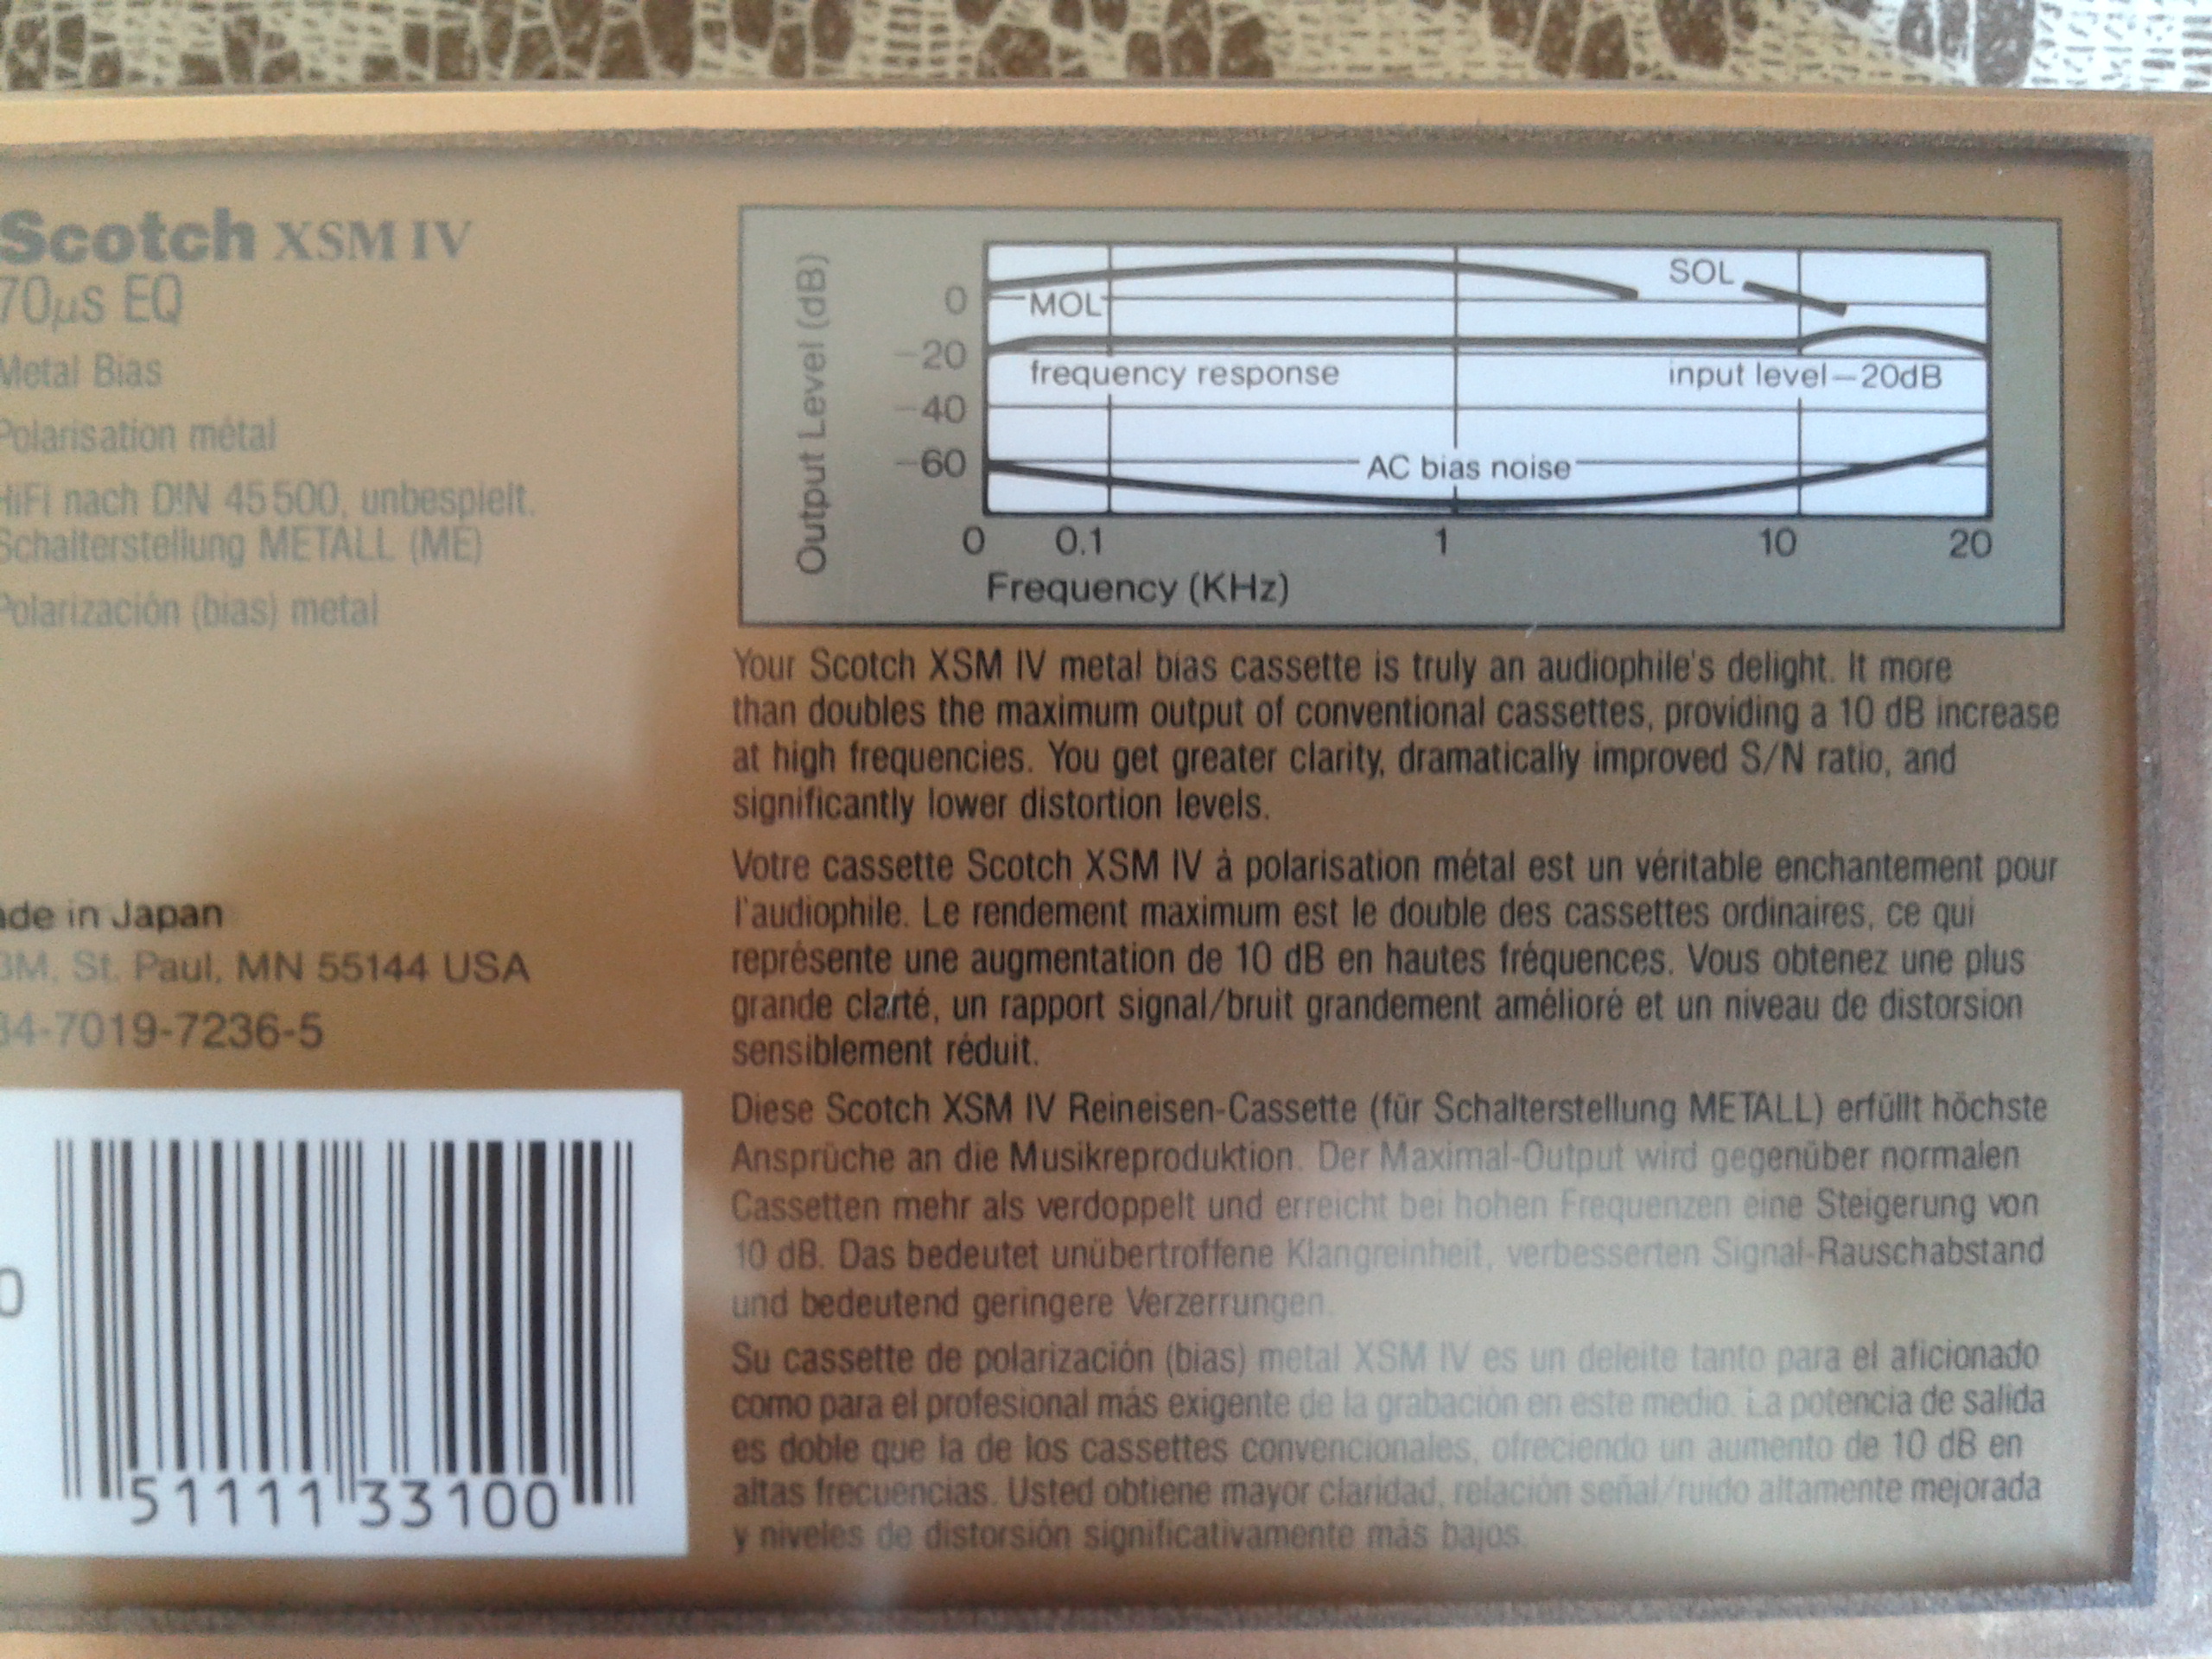 Scotch XSM IV
70µs EQ
Metal Bias
Polarisation métal
HiFi nach DIN 45 500, unbespielt.
Schalterstellung METALL (ME)
Polarización (bias) metal
ade in Japan
3M, St. Paul, MN 55144 USA
34-7019-7236-5
0
51111 33100
Output Level (dB)
0
-20
-40
-60
MOL
SOL
frequency response
input level—20dB
AC bias noise
0 0.1 1 10 20
Frequency (KHz)
Your Scotch XSM IV metal bias cassette is truly an audiophile's delight. It more
than doubles the maximum output of conventional cassettes, providing a 10 dB increase
at high frequencies. You get greater clarity, dramatically improved S/N ratio, and
significantly lower distortion levels.
Votre cassette Scotch XSM IV à polarisation métal est un véritable enchantement pour
l'audiophile. Le rendement maximum est le double des cassettes ordinaires, ce qui
représente une augmentation de 10 dB en hautes fréquences. Vous obtenez une plus
grande clarté, un rapport signal/bruit grandement amélioré et un niveau de distorsion
sensiblement réduit.
Diese Scotch XSM IV Reineisen-Cassette (für Schalterstellung METALL) erfüllt höchste
Ansprüche an die Musikreproduktion. Der Maximal-Output wird gegenüber normalen
Cassetten mehr als verdoppelt und erreicht bei hohen Frequenzen eine Steigerung von
10 dB. Das bedeutet unübertroffene Klangreinheit, verbesserten Signal-Rauschabstand
und bedeutend geringere Verzerrungen.
Su cassette de polarización (bias) metal XSM IV es un deleite tanto para el aficionado
como para el profesional más exigente de la grabación en este medio. La potencia de salida
es doble que la de los cassettes convencionales, ofreciendo un aumento de 10 dB en
altas frecuencias. Usted obtiene mayor claridad, relación señal/ruido altamente mejorada
y niveles de distorsión significativamente más bajos.